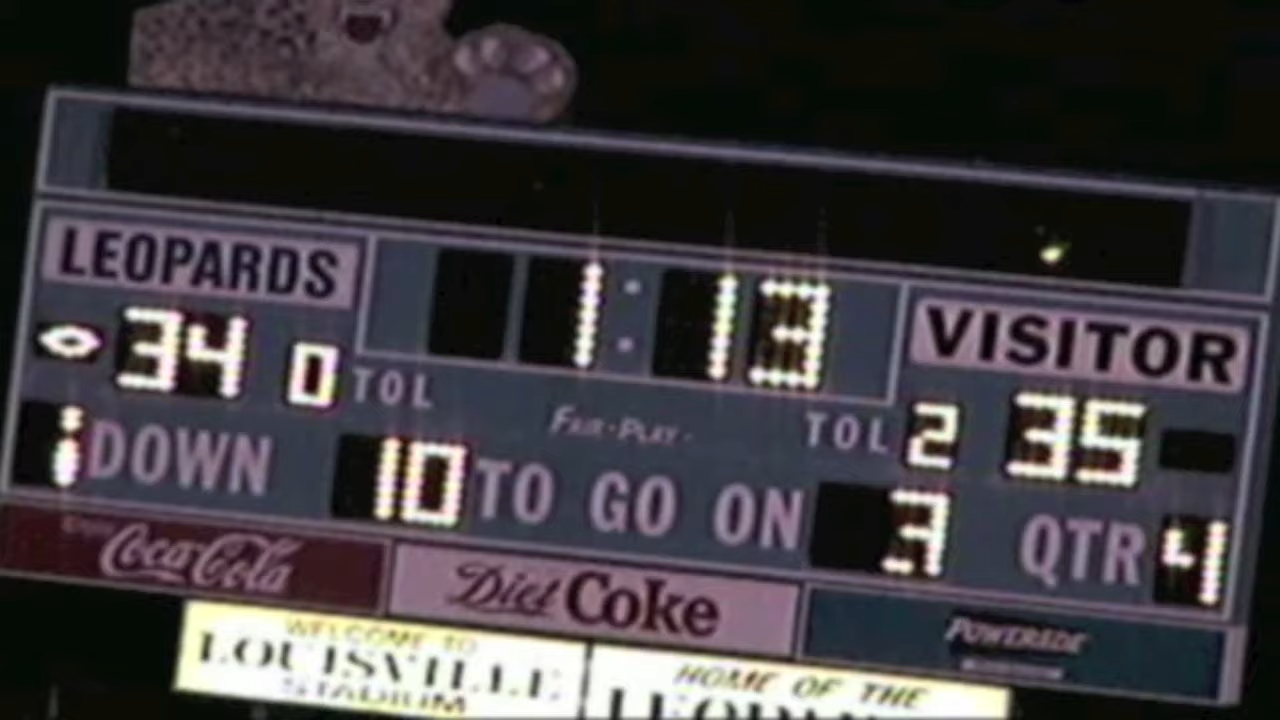 LEOPARDS 1:13 VISITOR
34 0 TOL FAIR-PLAY TOL 2 35
1 DOWN 10 TO GO ON 3 QTR 4
Coca-Cola Diet Coke POWERADE
WELCOME TO
LOUISVILLE
STADIUM
HOME OF THE